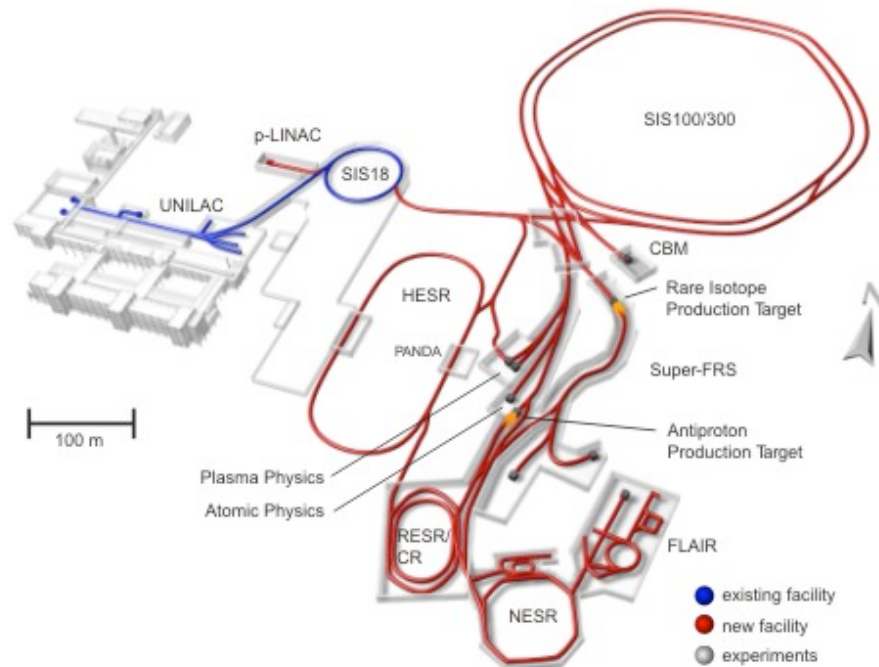 SIS100/300
p-LINAC
SIS18
UNILAC
CBM
HESR
Rare Isotope
Production Target
N
PANDA
Super-FRS
100 m
Antiproton
Production Target
Plasma Physics
Atomic Physics
RESR/
CR
FLAIR
NESR
existing facility
new facility
experiments